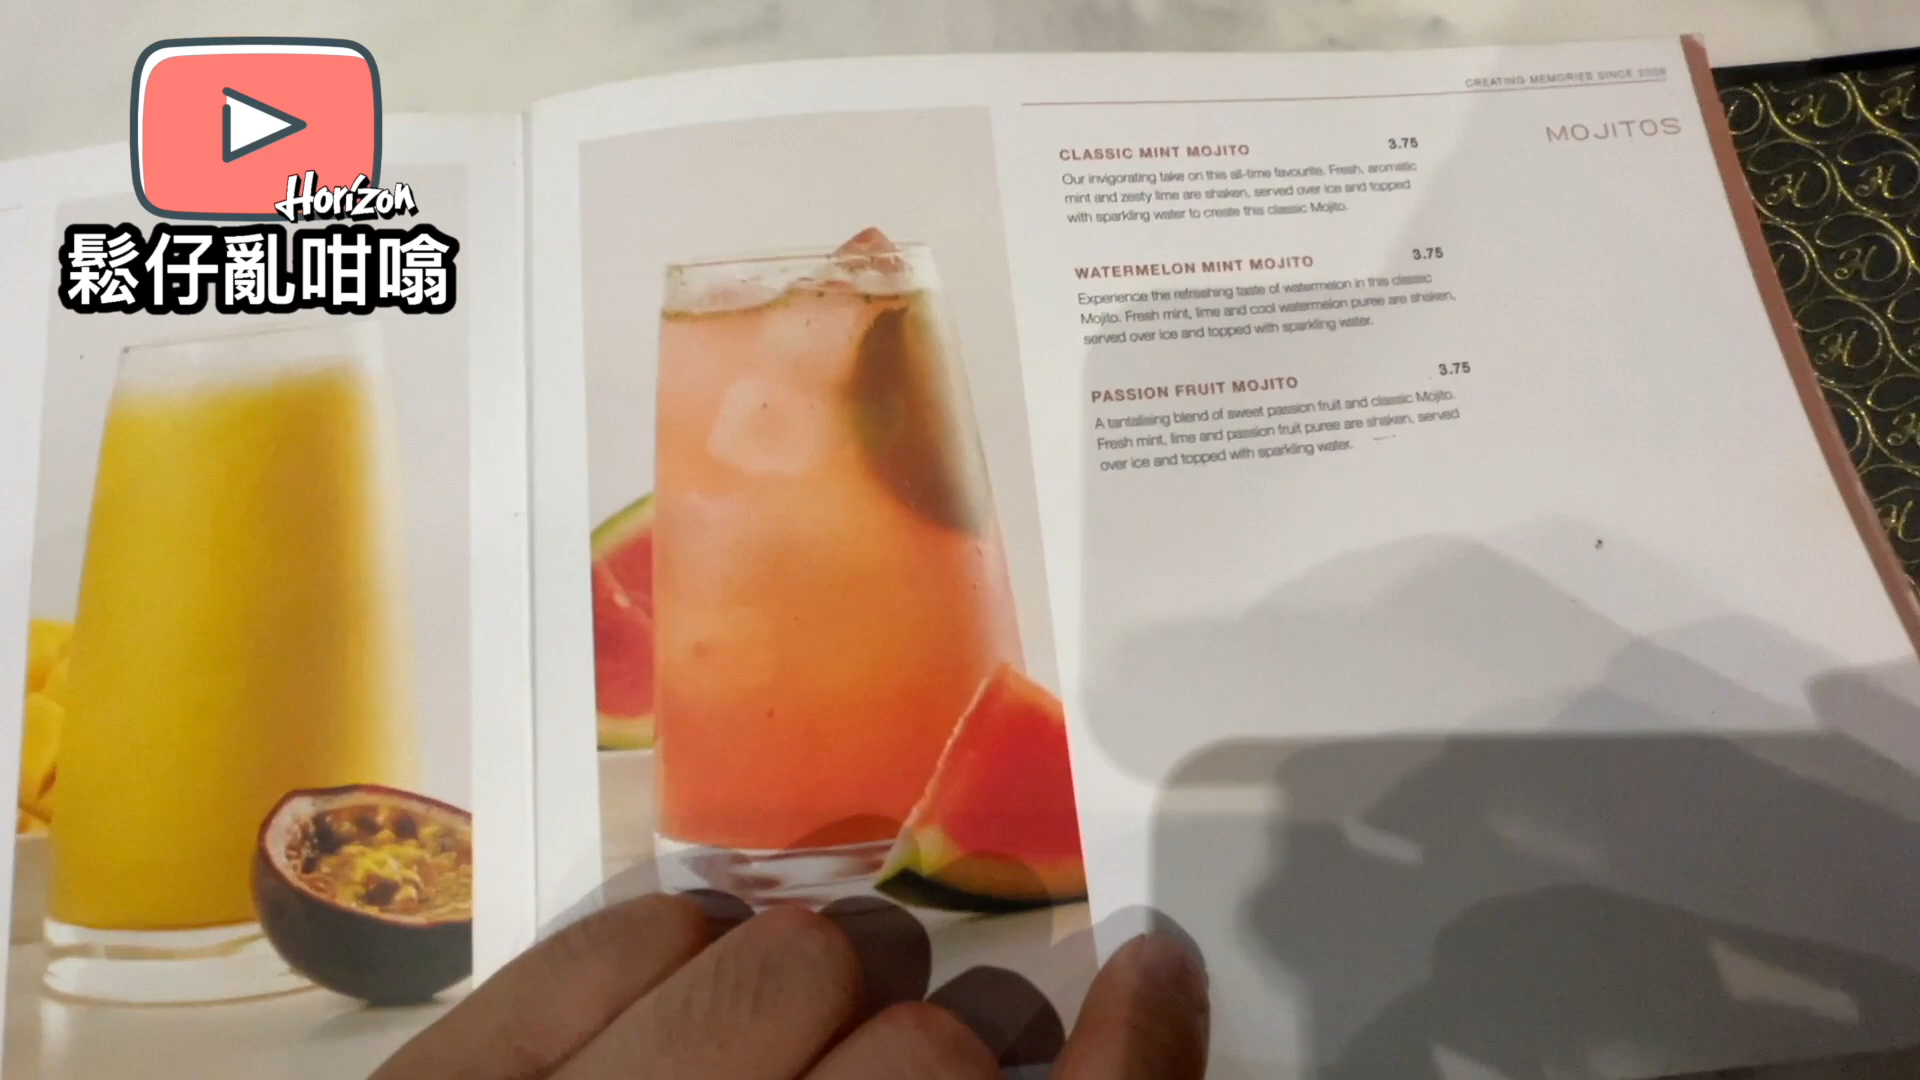 Horizon
鬆仔亂咁噏
CREATING MEMORIES SINCE 2008
MOJITOS
CLASSIC MINT MOJITO 3.75
Our invigorating take on this all-time favourite. Fresh, aromatic
mint and zesty lime are shaken, served over ice and topped
with sparkling water to create this classic Mojito.
WATERMELON MINT MOJITO 3.75
Experience the refreshing taste of watermelon in this classic
Mojito. Fresh mint, lime and cool watermelon puree are shaken,
served over ice and topped with sparkling water.
PASSION FRUIT MOJITO 3.75
A tantalising blend of sweet passion fruit and classic Mojito.
Fresh mint, lime and passion fruit puree are shaken, served
over ice and topped with sparkling water.